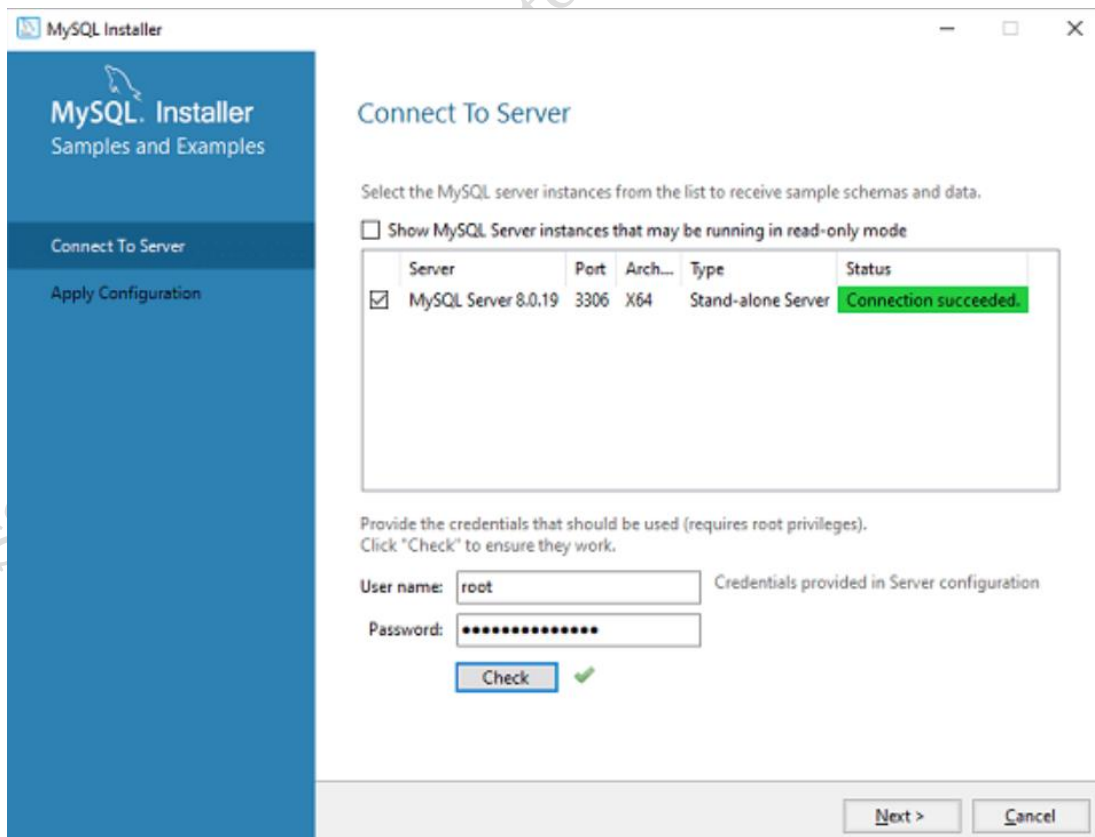 MySQL Installer
MySQL. Installer
Samples and Examples
Connect To Server
Apply Configuration
Connect To Server
Select the MySQL server instances from the list to receive sample schemas and data.
Show MySQL Server instances that may be running in read-only mode
Server Port Arch... Type Status
MySQL Server 8.0.19 3306 X64 Stand-alone Server Connection succeeded.
Provide the credentials that should be used (requires root privileges).
Click "Check" to ensure they work.
User name: root Credentials provided in Server configuration
Password: ••••••••••••••
Check
Next > Cancel